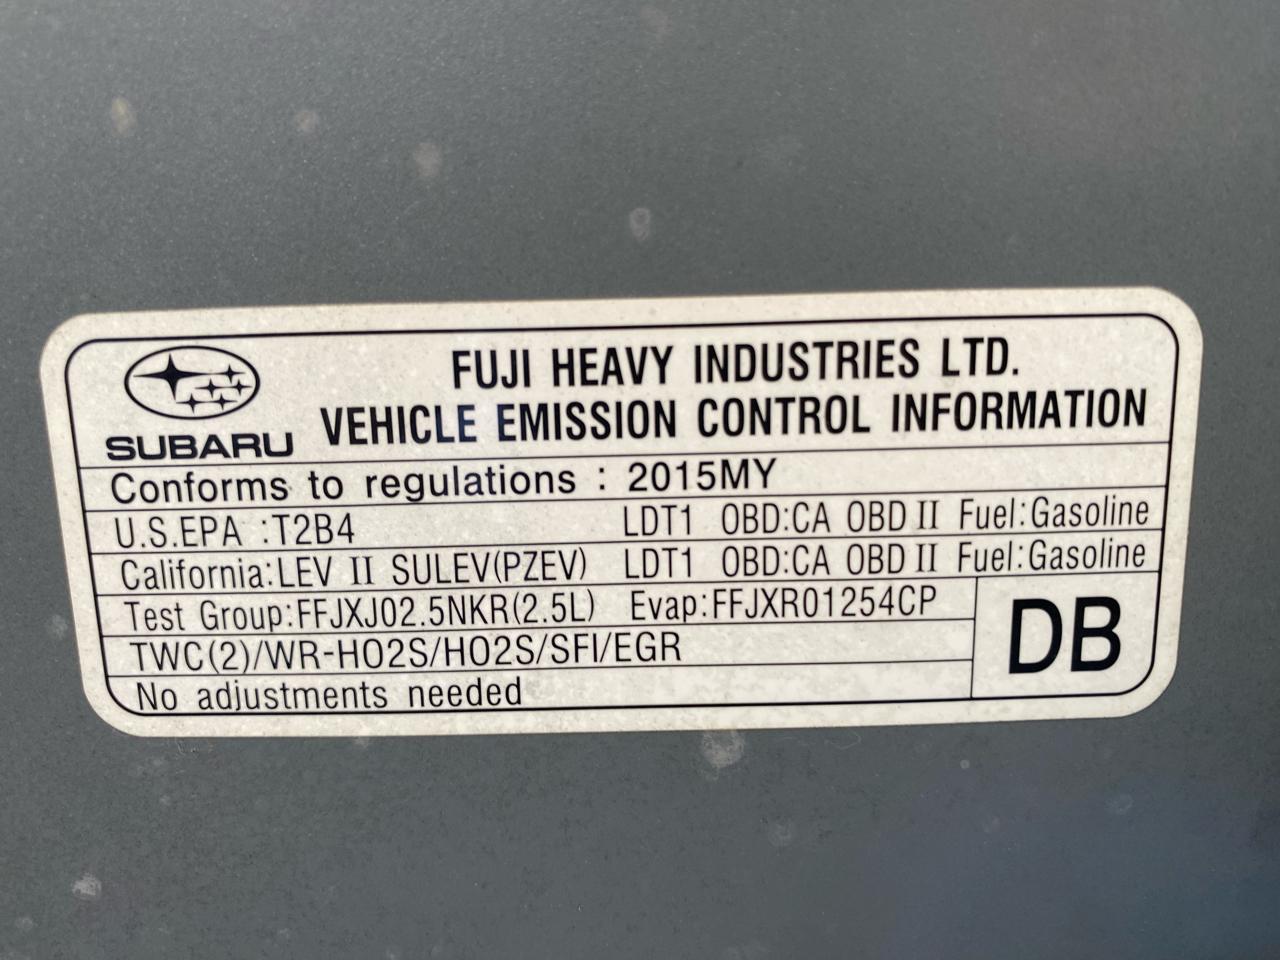 FUJI HEAVY INDUSTRIES LTD.
SUBARU VEHICLE EMISSION CONTROL INFORMATION
Conforms to regulations : 2015MY
U.S.EPA :T2B4 LDT1 OBD:CA OBD II Fuel:Gasoline
California:LEV II SULEV(PZEV) LDT1 OBD:CA OBD II Fuel:Gasoline
Test Group:FFJXJ02.5NKR(2.5L) Evap:FFJXR01254CP
TWC(2)/WR-HO2S/HO2S/SFI/EGR
No adjustments needed
DB